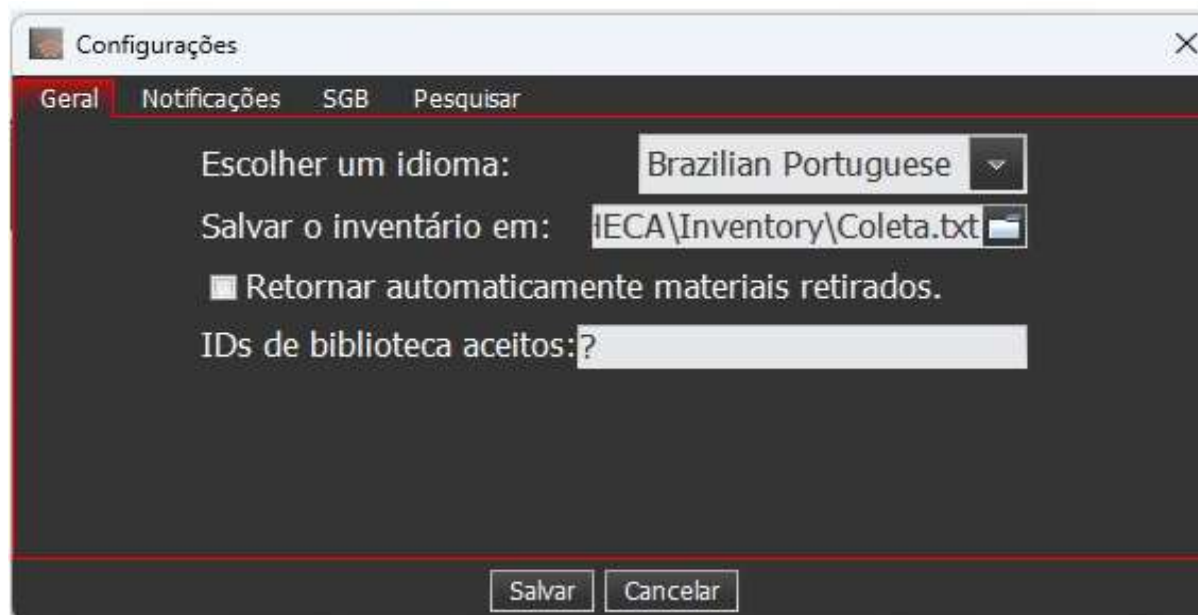 Configurações
Geral Notificações SGB Pesquisar
Escolher um idioma: Brazilian Portuguese
Salvar o inventário em: HECA\Inventory\Coleta.txt
Retornar automaticamente materiais retirados.
IDs de biblioteca aceitos: ?
Salvar Cancelar